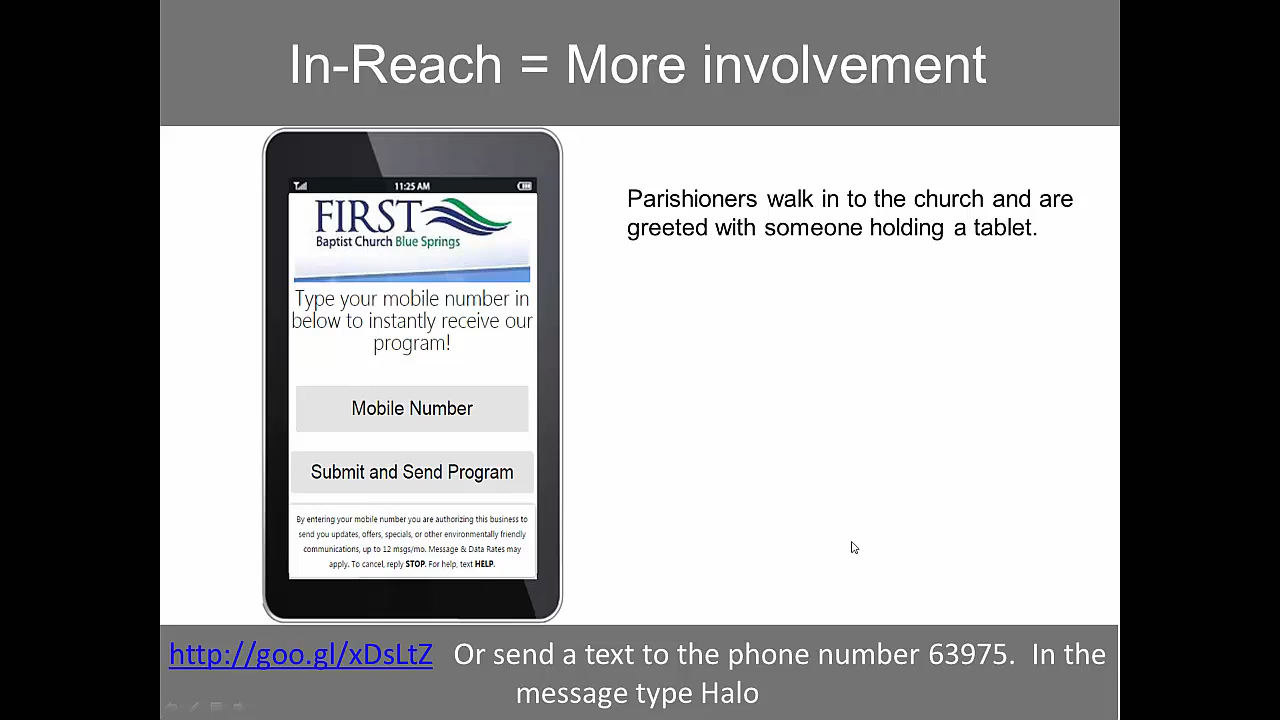 In-Reach = More involvement
11:25 AM
FIRST
Baptist Church Blue Springs
Type your mobile number in
below to instantly receive our
program!
Mobile Number
Submit and Send Program
By entering your mobile number you are authorizing this business to
send you updates, offers, specials, or other environmentally friendly
communications, up to 12 msgs/mo. Message & Data Rates may
apply. To cancel, reply STOP. For help, text HELP.
Parishioners walk in to the church and are
greeted with someone holding a tablet.
http://goo.gl/xDsLtZ Or send a text to the phone number 63975. In the
message type Halo